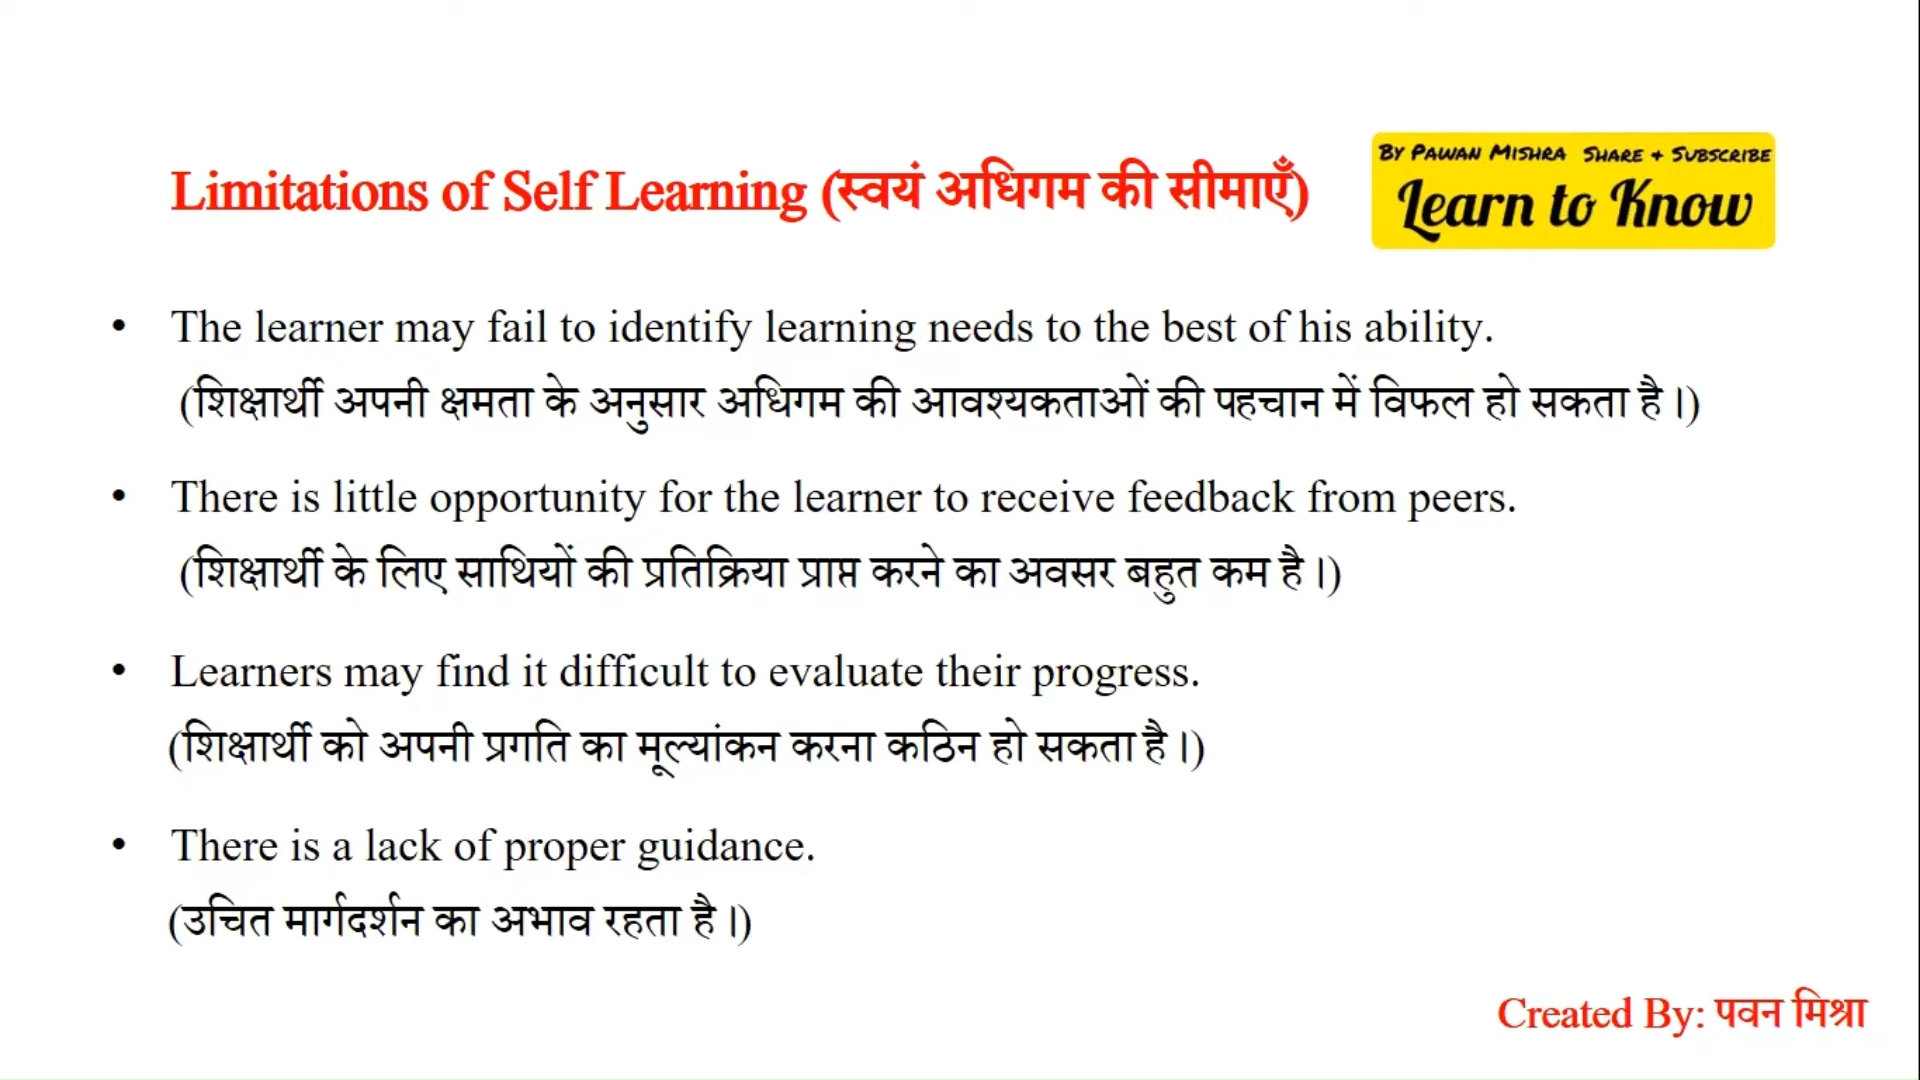 Limitations of Self Learning (स्वयं अधिगम की सीमाएँ)
By Pawan Mishra Share + Subscribe
Learn to Know
• The learner may fail to identify learning needs to the best of his ability.
(शिक्षार्थी अपनी क्षमता के अनुसार अधिगम की आवश्यकताओं की पहचान में विफल हो सकता है।)
• There is little opportunity for the learner to receive feedback from peers.
(शिक्षार्थी के लिए साथियों की प्रतिक्रिया प्राप्त करने का अवसर बहुत कम है।)
• Learners may find it difficult to evaluate their progress.
(शिक्षार्थी को अपनी प्रगति का मूल्यांकन करना कठिन हो सकता है।)
• There is a lack of proper guidance.
(उचित मार्गदर्शन का अभाव रहता है।)
Created By: पवन मिश्रा